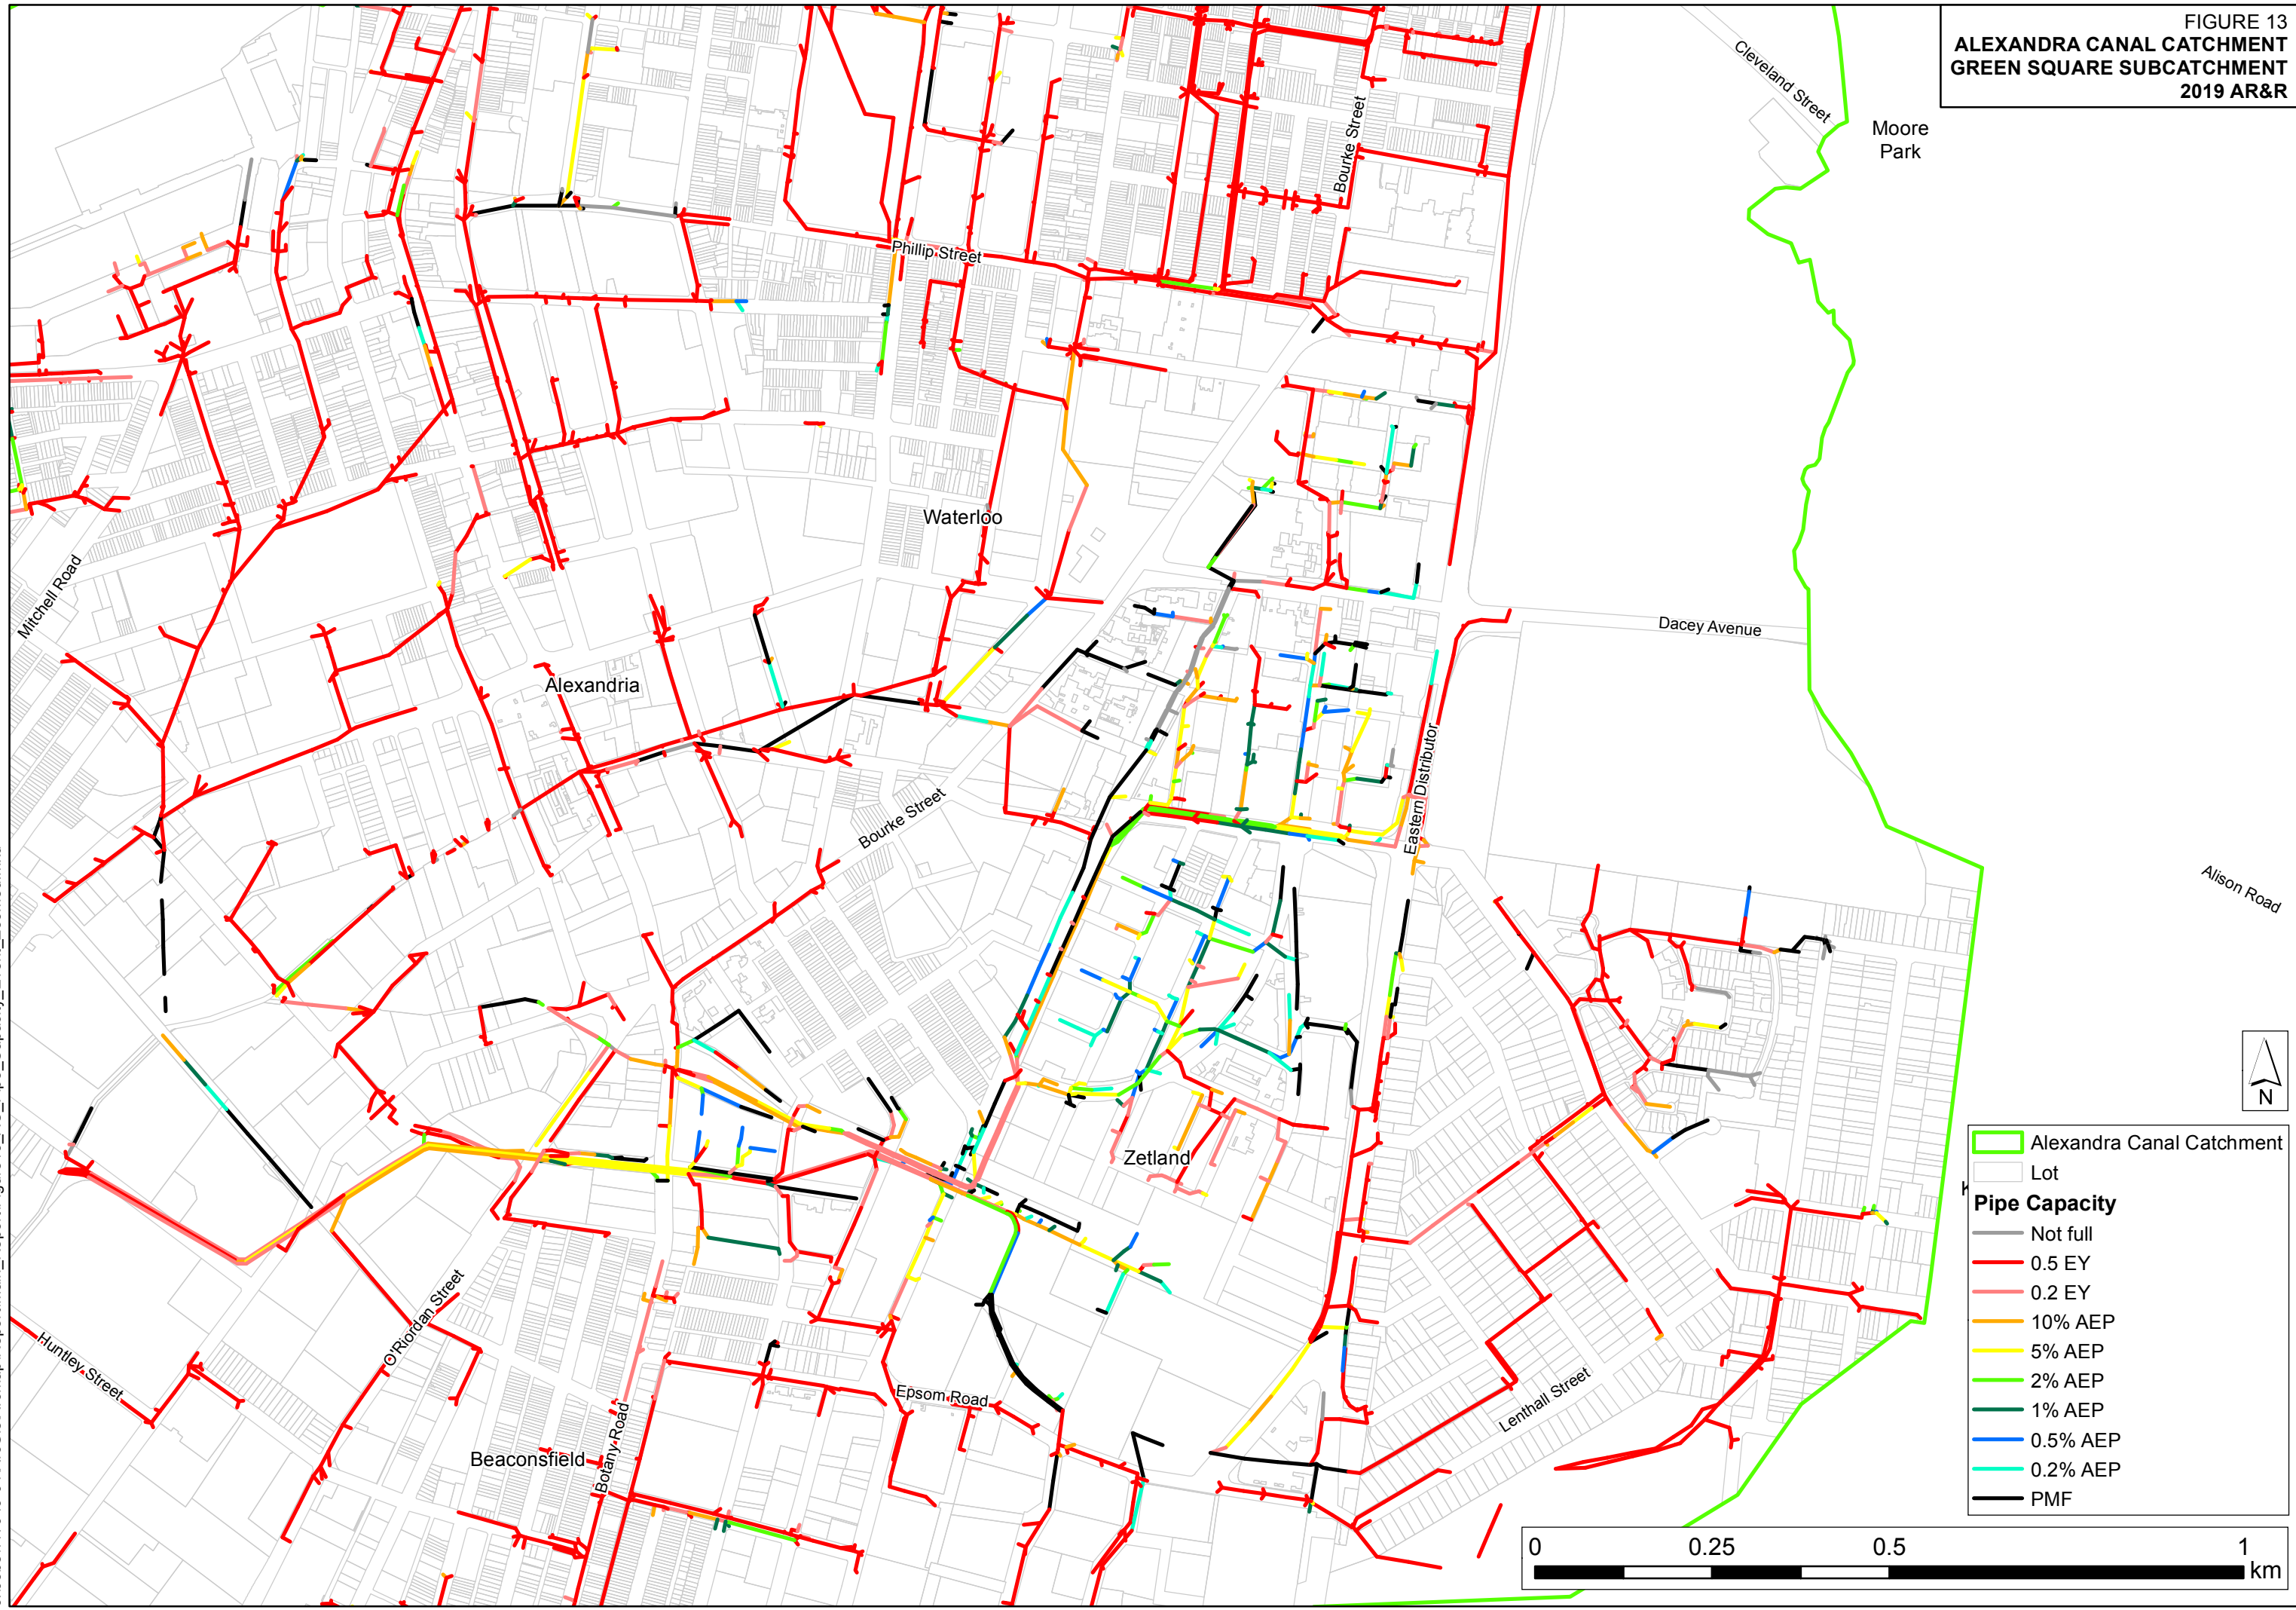 FIGURE 13
ALEXANDRA CANAL CATCHMENT
GREEN SQUARE SUBCATCHMENT
2019 AR&R
Cleveland Street
Moore
Park
Bourke Street
Phillip Street
Waterloo
Mitchell Road
Dacey Avenue
Alexandria
Eastern Distributor
Bourke Street
Alison Road
Zetland
O'Riordan Street
Huntley Street
Epsom Road
Lenthall Street
Botany Road
Beaconsfield
N
Alexandra Canal Catchment
Lot
Pipe Capacity
Not full
0.5 EY
0.2 EY
10% AEP
5% AEP
2% AEP
1% AEP
0.5% AEP
0.2% AEP
PMF
0 0.25 0.5 1
km